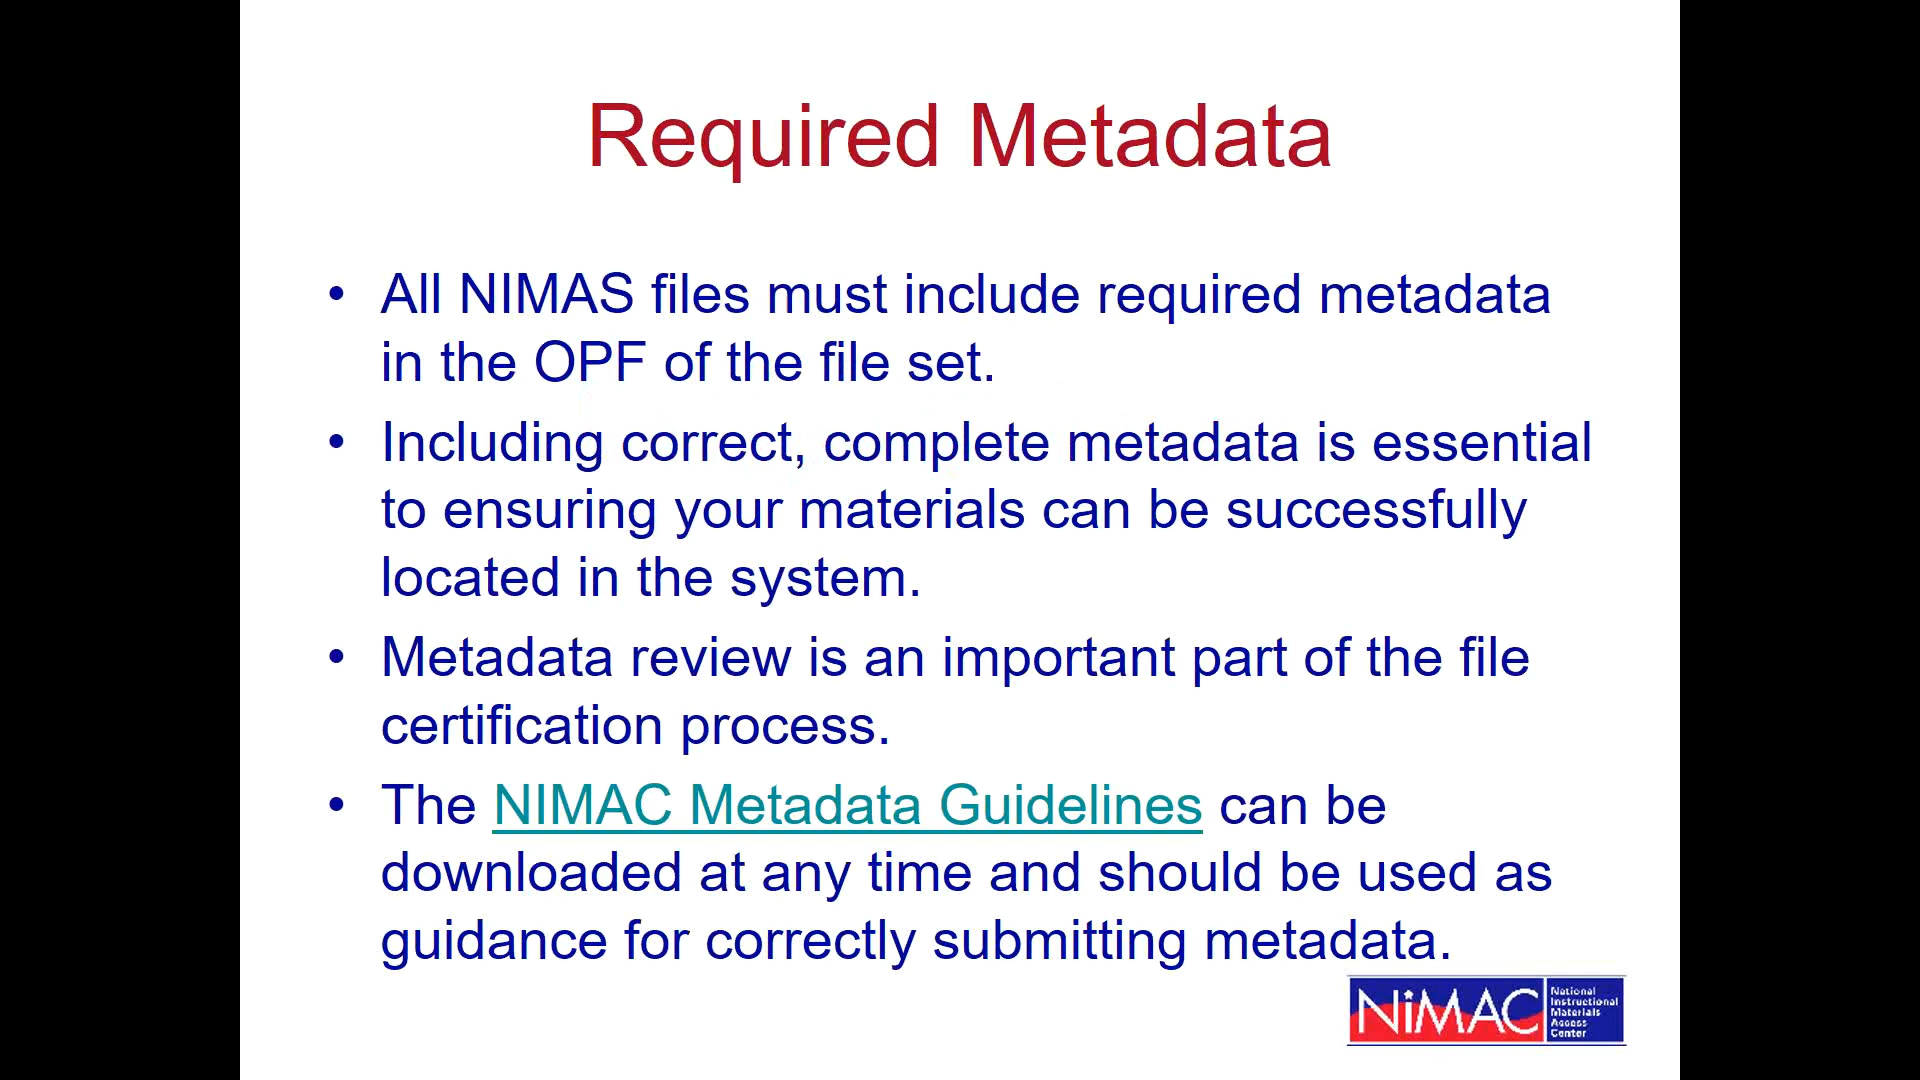 Required Metadata
• All NIMAS files must include required metadata
in the OPF of the file set.
• Including correct, complete metadata is essential
to ensuring your materials can be successfully
located in the system.
• Metadata review is an important part of the file
certification process.
• The NIMAC Metadata Guidelines can be
downloaded at any time and should be used as
guidance for correctly submitting metadata.
NiMAC
National
Instructional
Materials
Access
Center